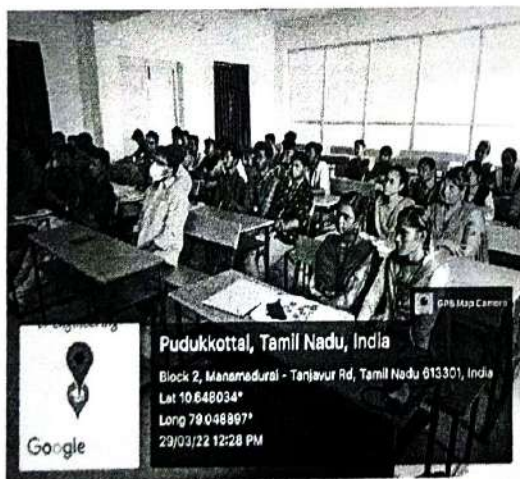 GPS Map Camera
Engineering
Pudukkottai, Tamil Nadu, India
Block 2, Manamadurai - Tanjavur Rd, Tamil Nadu 613301, India
Lat 10.648034°
Long 79.048897°
29/03/22 12:28 PM
Google